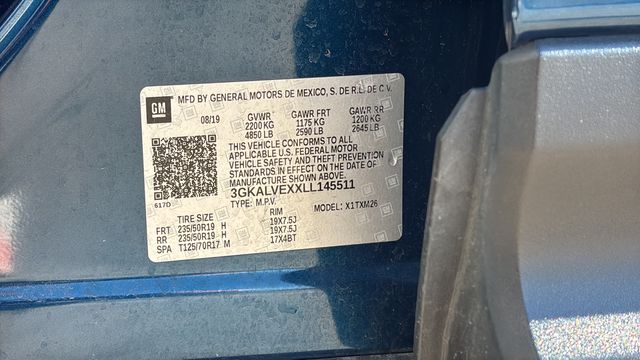 GM MFD BY GENERAL MOTORS DE MEXICO, S. DE R.L. DE C.V.
08/19 GVWR GAWR FRT GAWR RR
2200 KG 1175 KG 1200 KG
4850 LB 2590 LB 2645 LB
THIS VEHICLE CONFORMS TO ALL
APPLICABLE U.S. FEDERAL MOTOR
VEHICLE SAFETY AND THEFT PREVENTION
STANDARDS IN EFFECT ON THE DATE OF
MANUFACTURE SHOWN ABOVE.
3GKALVEXXLL145511
617D TYPE: M.P.V. MODEL: X1TXM26
TIRE SIZE RIM
FRT 235/50R19 H 19X7.5J
RR 235/50R19 H 19X7.5J
SPA T125/70R17 M 17X4BT